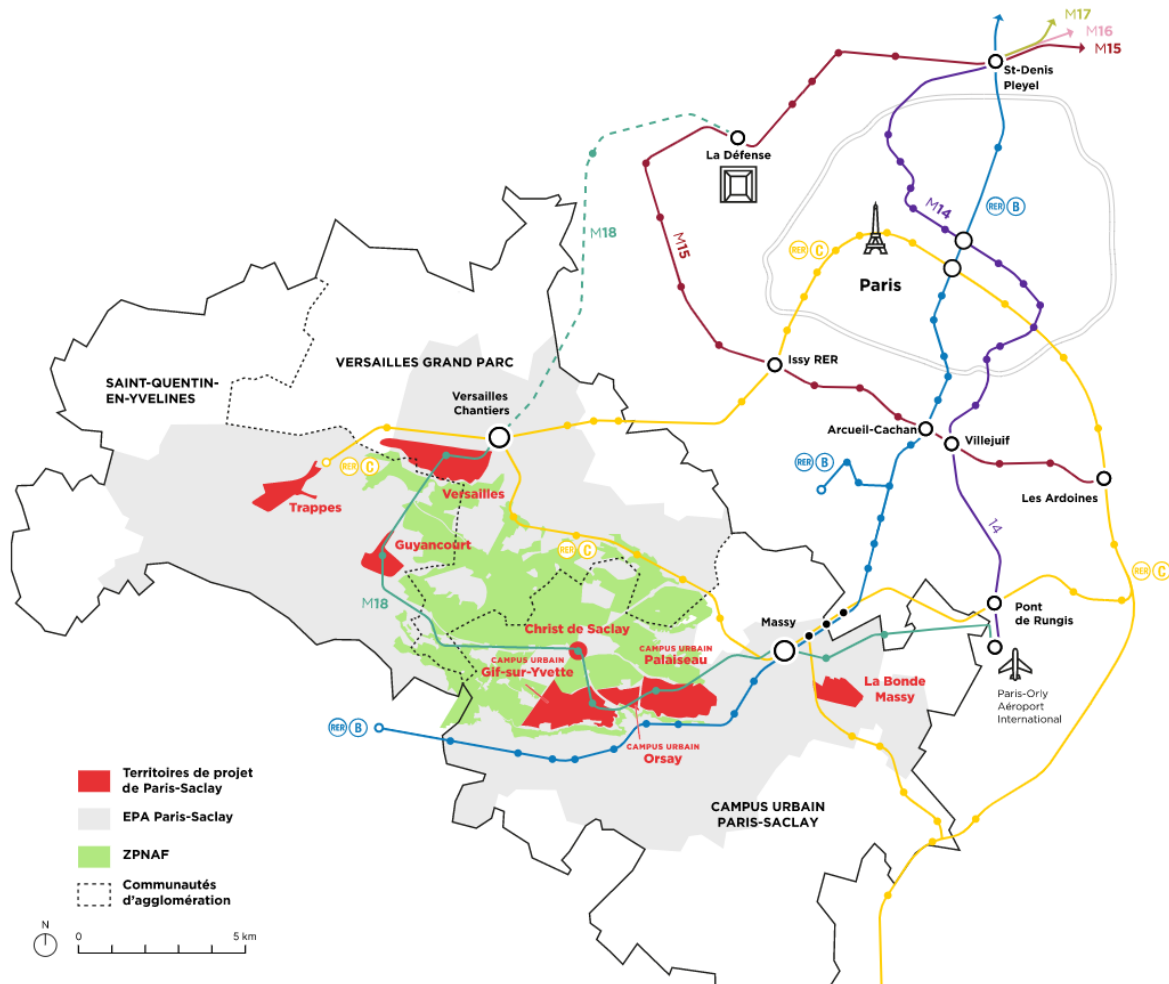 M17
M16
M15
St-Denis
Pleyel
La Défense
M14
RER B
M18
M15
RER C
Paris
VERSAILLES GRAND PARC
Issy RER
SAINT-QUENTIN-
EN-YVELINES
Versailles
Chantiers
Arcueil-Cachan
Villejuif
RER C
RER B
Trappes
Versailles
Les Ardoines
14
Guyancourt
RER C
RER C
M18
Massy
Pont
de Rungis
Christ de Saclay
CAMPUS URBAIN
Gif-sur-Yvette
CAMPUS URBAIN
Palaiseau
La Bonde
Massy
Paris-Orly
Aéroport
International
RER B
CAMPUS URBAIN
Orsay
Territoires de projet
de Paris-Saclay
EPA Paris-Saclay
CAMPUS URBAIN
PARIS-SACLAY
ZPNAF
Communautés
d'agglomération
N
0
5 km